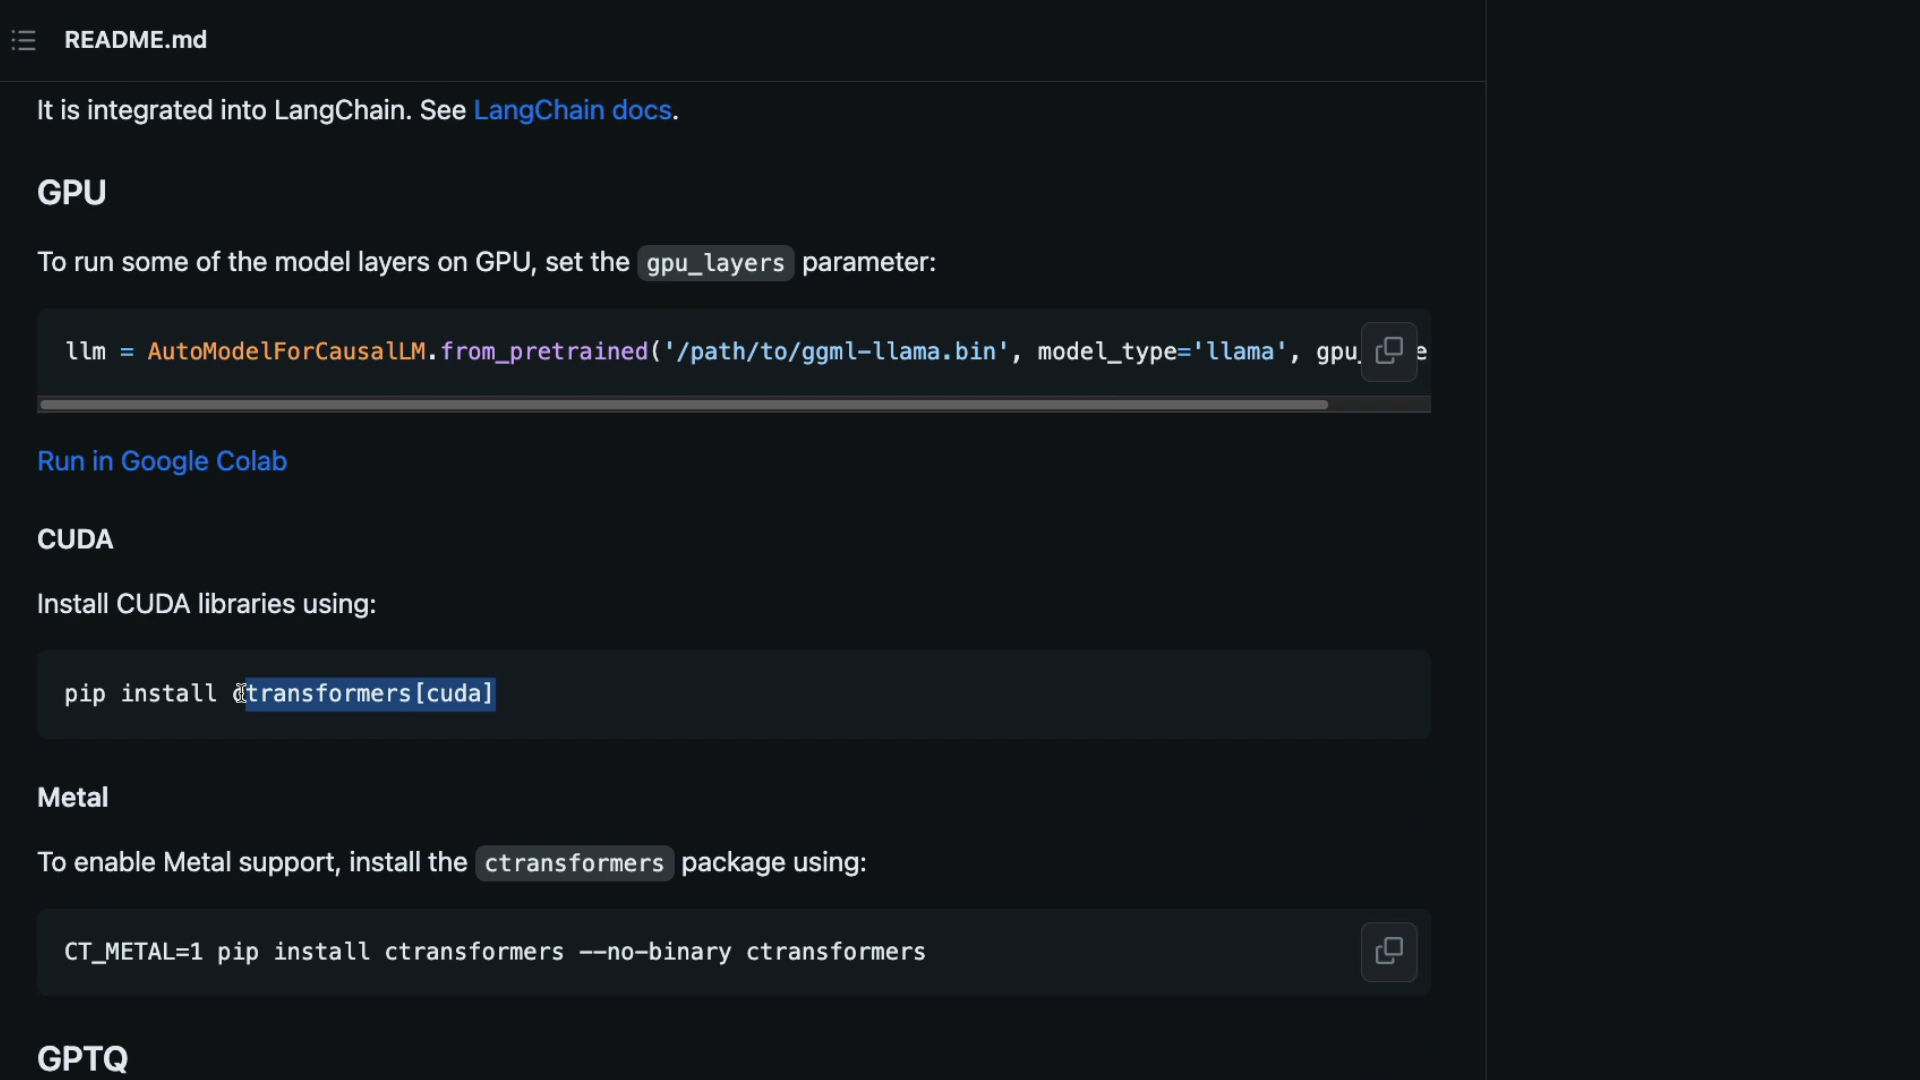 README.md
It is integrated into LangChain. See LangChain docs.
GPU
To run some of the model layers on GPU, set the gpu_layers parameter:
llm = AutoModelForCausalLM.from_pretrained('/path/to/ggml-llama.bin', model_type='llama', gpu_
Run in Google Colab
CUDA
Install CUDA libraries using:
pip install ctransformers[cuda]
Metal
To enable Metal support, install the ctransformers package using:
CT_METAL=1 pip install ctransformers --no-binary ctransformers
GPTQ